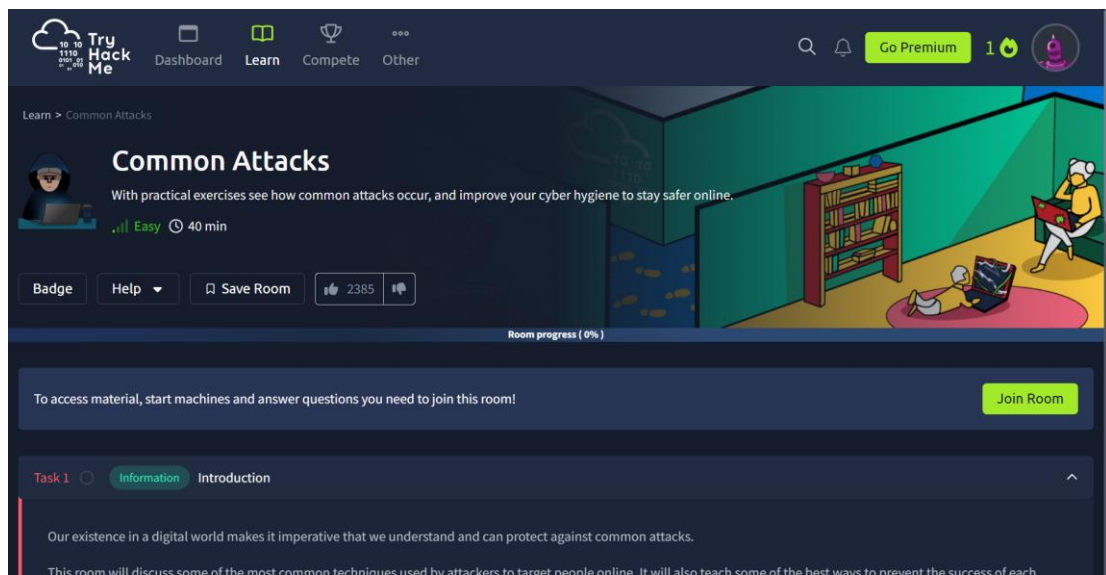 Try
Hack
Me
Dashboard
Learn
Compete
Other
Go Premium
1
Learn > Common Attacks
Common Attacks
With practical exercises see how common attacks occur, and improve your cyber hygiene to stay safer online.
Easy 40 min
Badge
Help
Save Room
2385
Room progress ( 0% )
To access material, start machines and answer questions you need to join this room!
Join Room
Task 1 Information Introduction
Our existence in a digital world makes it imperative that we understand and can protect against common attacks.
This room will discuss some of the most common techniques used by attackers to target people online. It will also teach some of the best ways to prevent the success of each